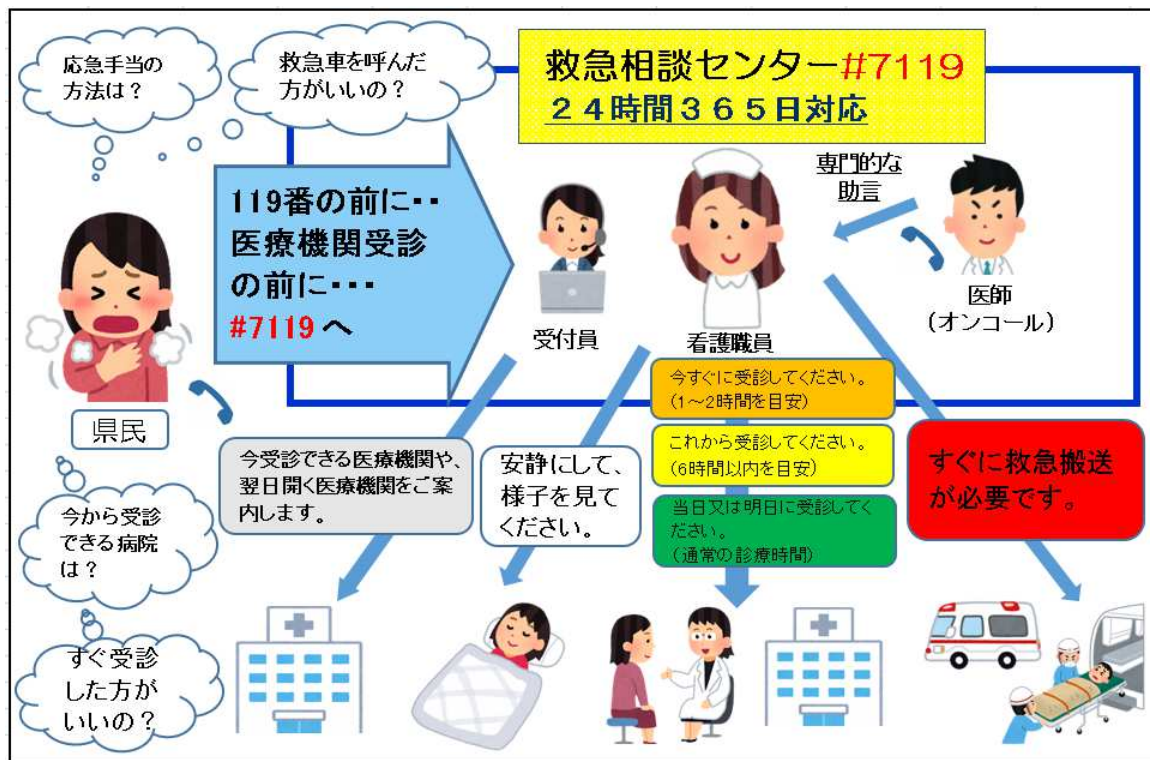 応急手当の
方法は?
救急車を呼んだ
方がいいの?
救急相談センター#7119
24時間365日対応
119番の前に・・
医療機関受診
の前に・・・
#7119 へ
受付員
看護職員
専門的な
助言
医師
(オンコール)
県民
今から受診
できる病院
は?
すぐ受診
した方が
いいの?
今受診できる医療機関や、
翌日開く医療機関をご案
内します。
安静にして、
様子を見て
ください。
今すぐに受診してください。
(1~2時間を目安)
これから受診してください。
(6時間以内を目安)
当日又は明日に受診してく
ださい。
(通常の診療時間)
すぐに救急搬送
が必要です。